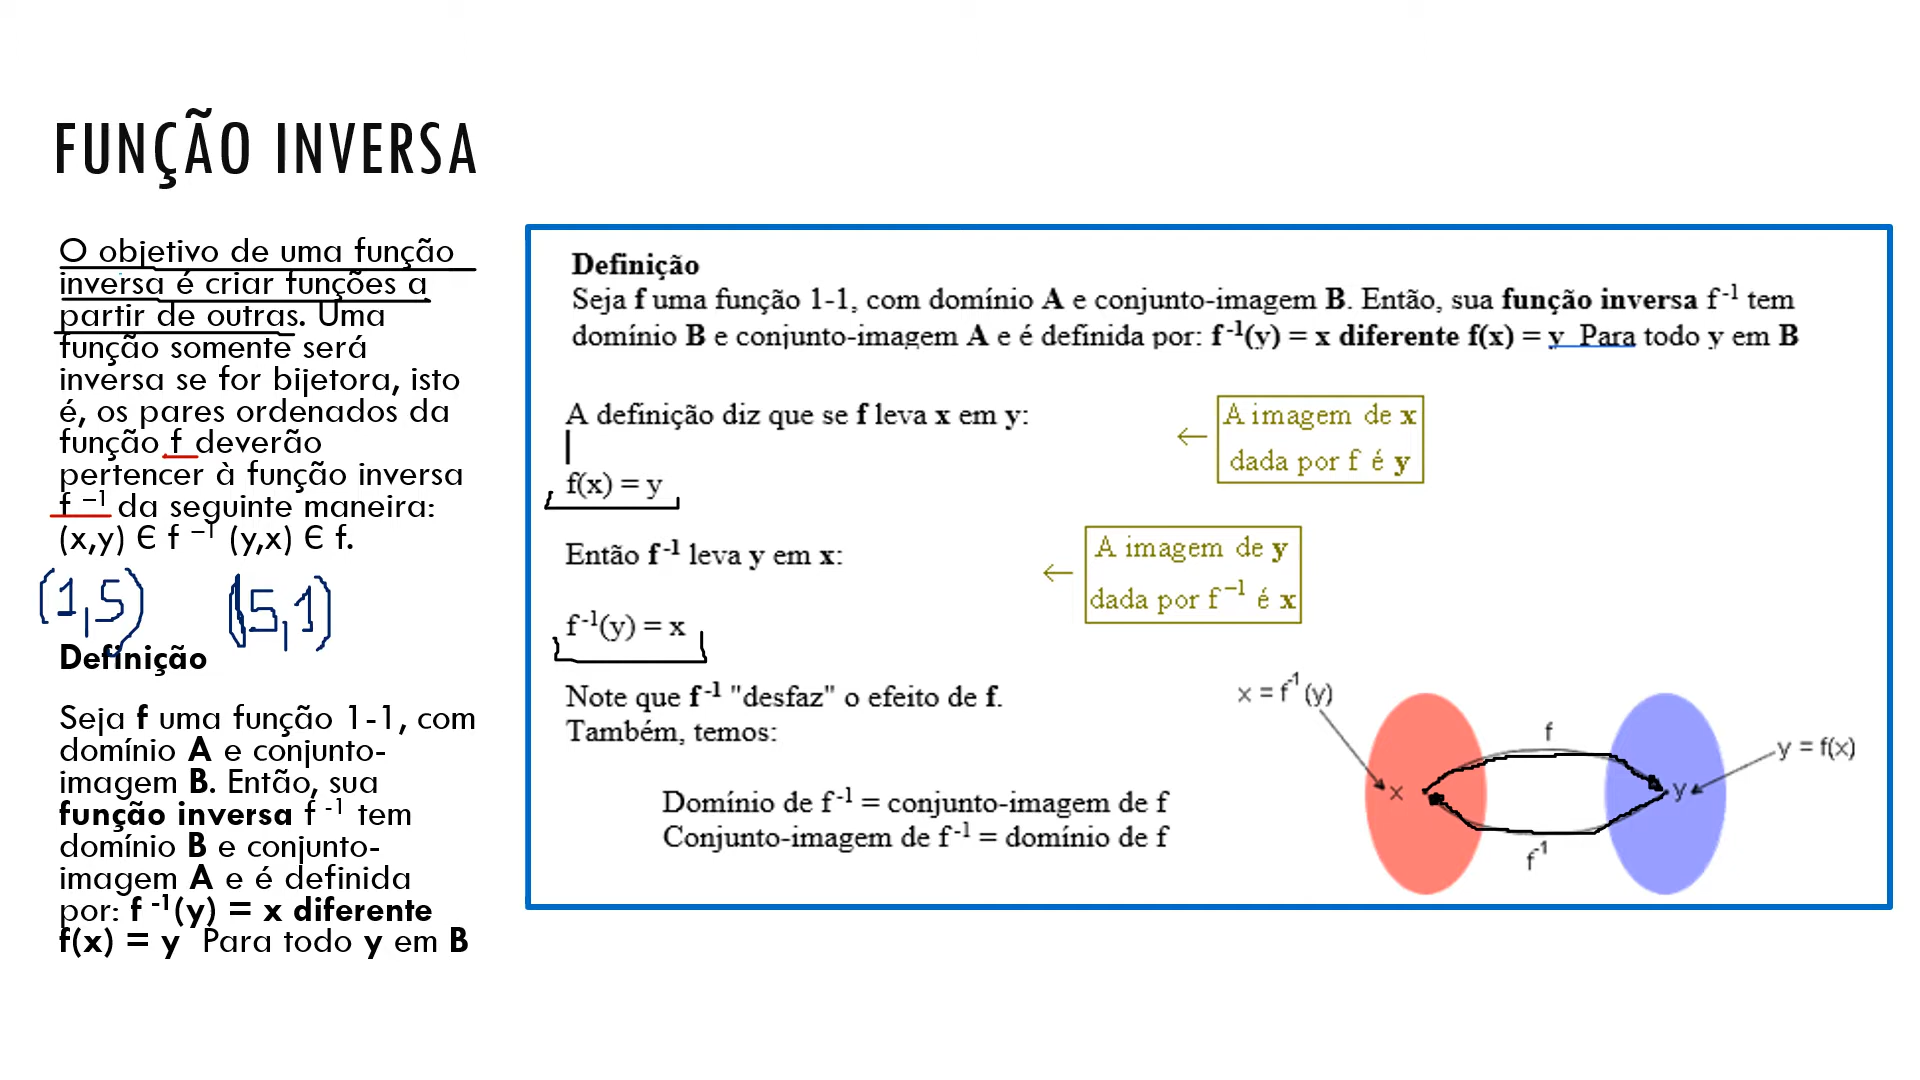 FUNÇÃO INVERSA
O objetivo de uma função
inversa é criar funções a
partir de outras. Uma
função somente será
inversa se for bijetora, isto
é, os pares ordenados da
função f deverão
pertencer à função inversa
f ⁻¹ da seguinte maneira:
(x,y) Є f ⁻¹ (y,x) Є f.
(1,5) (5,1)
Definição
Seja f uma função 1-1, com
domínio A e conjunto-
imagem B. Então, sua
função inversa f ⁻¹ tem
domínio B e conjunto-
imagem A e é definida
por: f ⁻¹(y) = x diferente
f(x) = y Para todo y em B
Definição
Seja f uma função 1-1, com domínio A e conjunto-imagem B. Então, sua função inversa f⁻¹ tem
domínio B e conjunto-imagem A e é definida por: f⁻¹(y) = x diferente f(x) = y Para todo y em B
A definição diz que se f leva x em y:
f(x) = y
← A imagem de x
dada por f é y
Então f⁻¹ leva y em x:
f⁻¹(y) = x
← A imagem de y
dada por f⁻¹ é x
Note que f⁻¹ "desfaz" o efeito de f.
Também, temos:
Domínio de f⁻¹ = conjunto-imagem de f
Conjunto-imagem de f⁻¹ = domínio de f
x = f⁻¹(y)
f
y = f(x)
x
y
f⁻¹